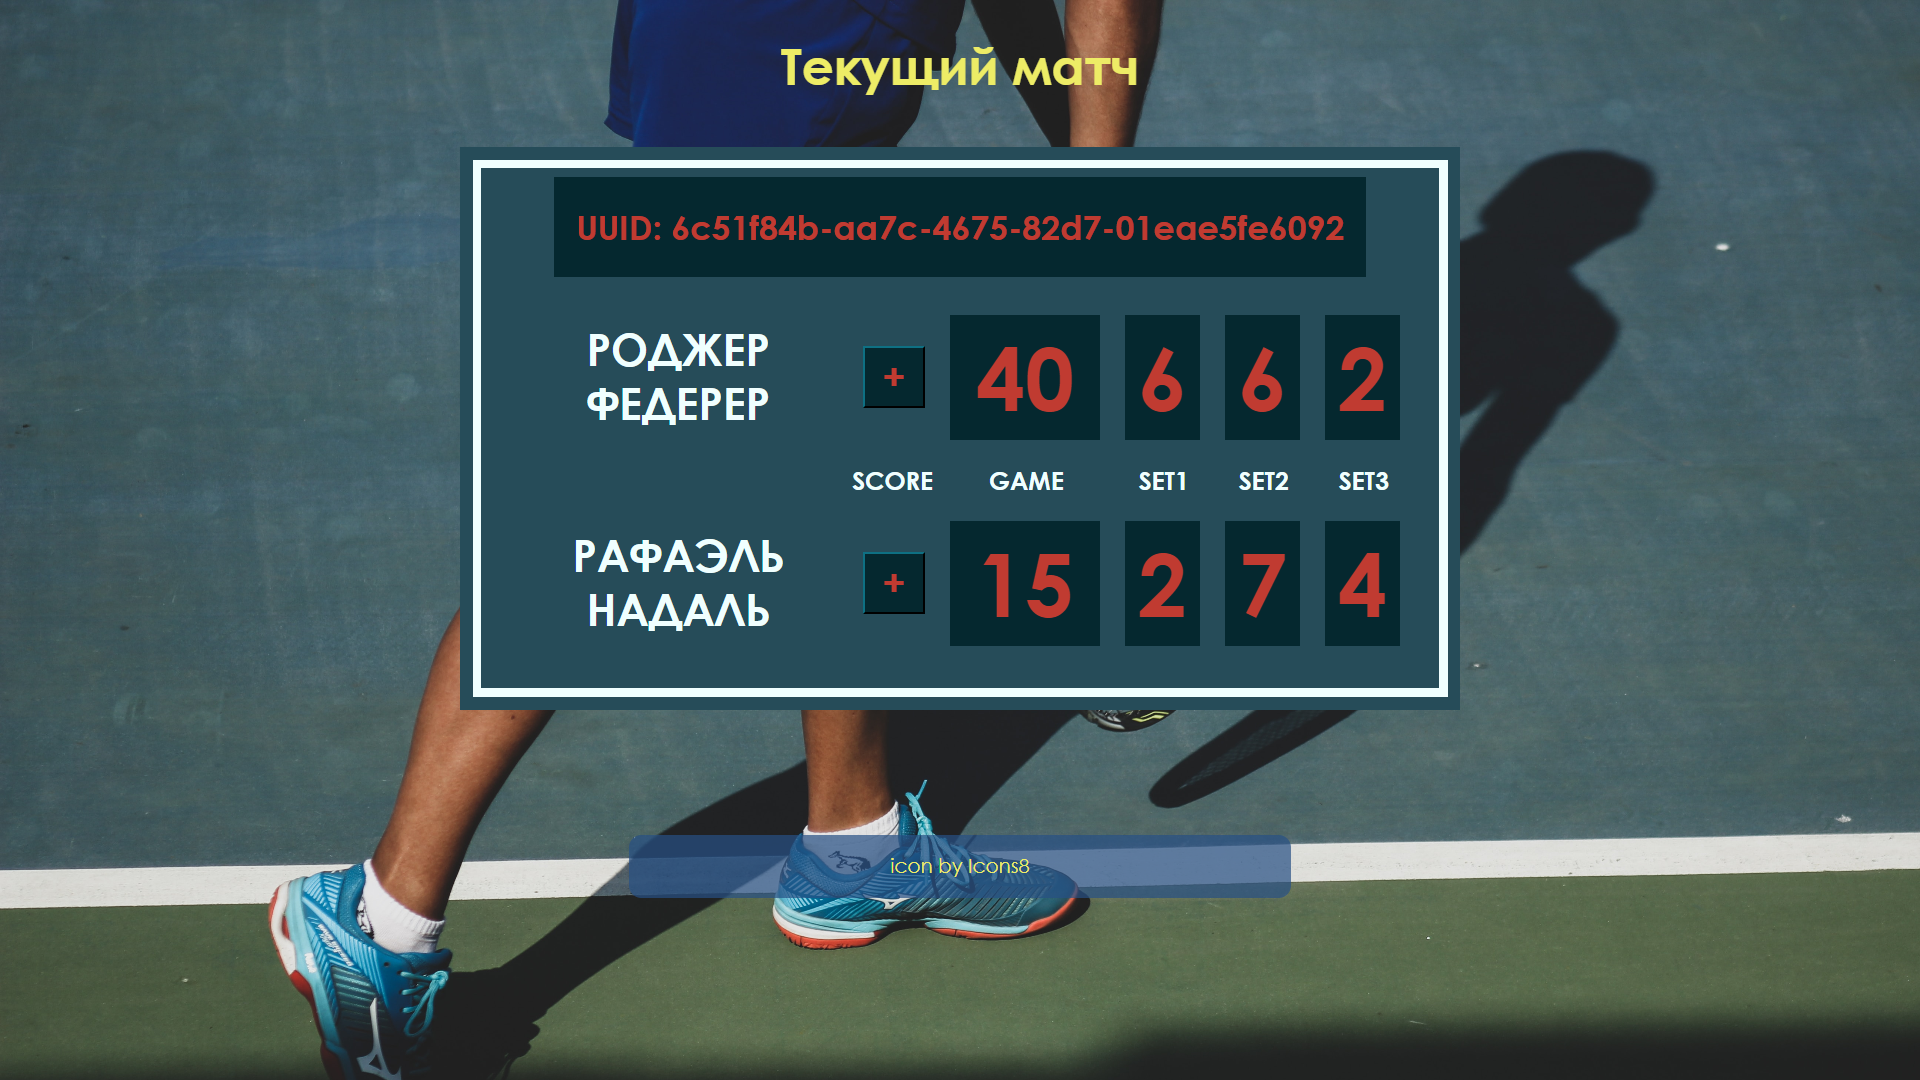 Текущий матч
UUID: 6c51f84b-aa7c-4675-82d7-01eae5fe6092
РОДЖЕР
ФЕДЕРЕР
+ 40 6 6 2
SCORE GAME SET1 SET2 SET3
РАФАЭЛЬ
НАДАЛЬ
+ 15 2 7 4
icon by Icons8